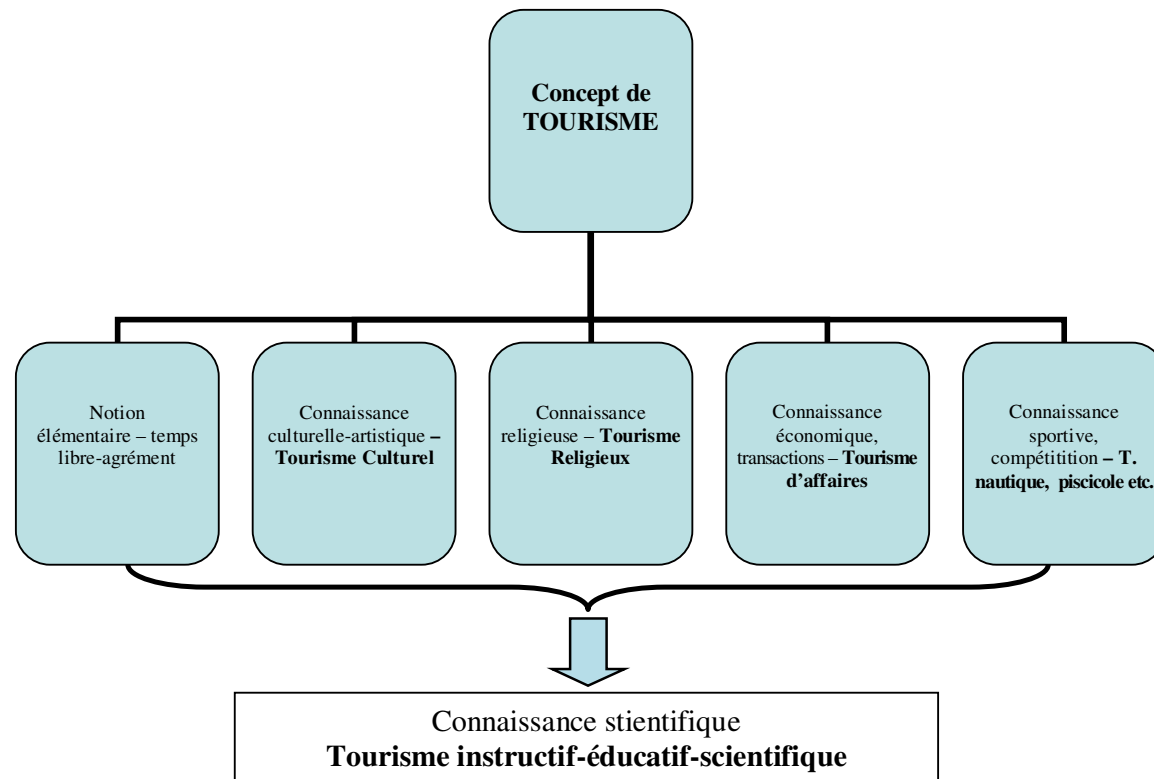 Concept de
TOURISME
Notion
élémentaire – temps
libre-agrément
Connaissance
culturelle-artistique –
Tourisme Culturel
Connaissance
religieuse – Tourisme
Religieux
Connaissance
économique,
transactions – Tourisme
d’affaires
Connaissance
sportive,
compétitition – T.
nautique, piscicole etc.
Connaissance stientifique
Tourisme instructif-éducatif-scientifique